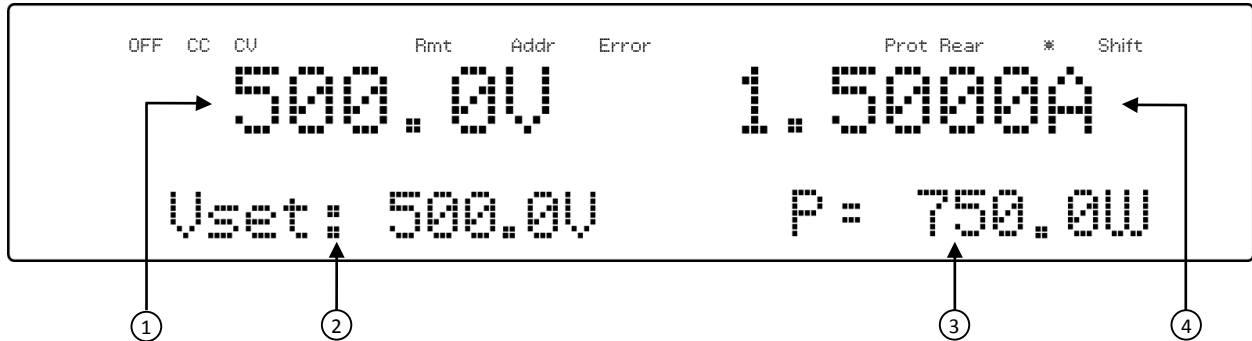 OFF CC CV Rmt Addr Error Prot Rear * Shift
500.0V 1.5000A
Vset: 500.0V P= 750.0W
1 2 3 4